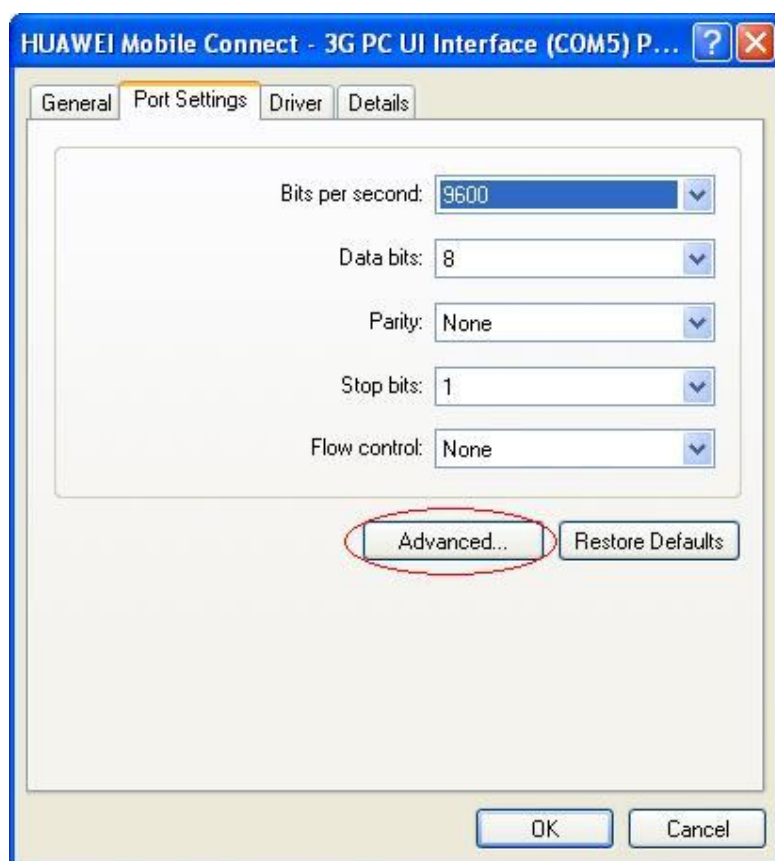 HUAWEI Mobile Connect - 3G PC UI Interface (COM5) P...
General Port Settings Driver Details
Bits per second: 9600
Data bits: 8
Parity: None
Stop bits: 1
Flow control: None
Advanced... Restore Defaults
OK Cancel